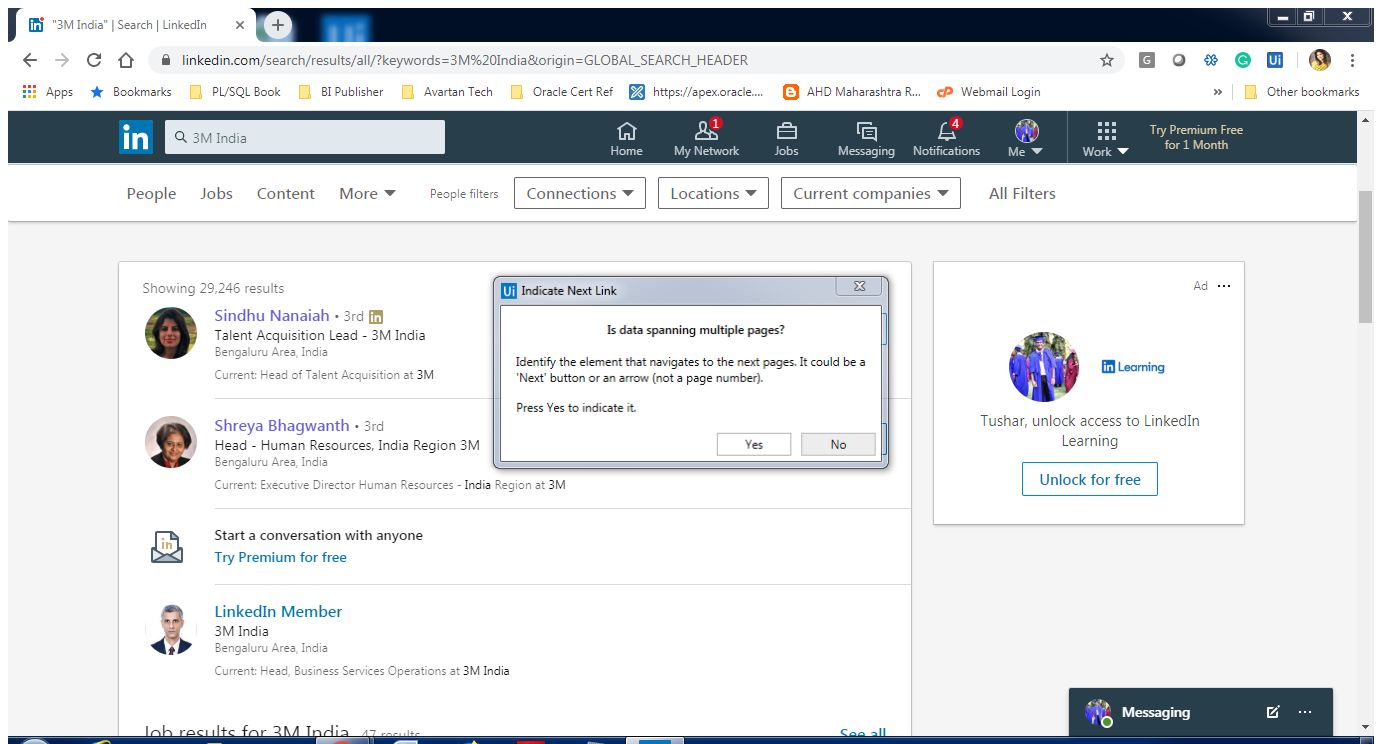 "3M India" | Search | LinkedIn
linkedin.com/search/results/all/?keywords=3M%20India&origin=GLOBAL_SEARCH_HEADER
G G Ui
Apps Bookmarks PL/SQL Book BI Publisher Avartan Tech Oracle Cert Ref https://apex.oracle.... AHD Maharashtra R... Webmail Login » Other bookmarks
in 3M India
1 4
Home My Network Jobs Messaging Notifications Me Work
Try Premium Free
for 1 Month
People Jobs Content More People filters Connections Locations Current companies All Filters
Showing 29,246 results
Sindhu Nanaiah • 3rd in
Talent Acquisition Lead - 3M India
Bengaluru Area, India
Current: Head of Talent Acquisition at 3M
Shreya Bhagwanth • 3rd
Head - Human Resources, India Region 3M
Bengaluru Area, India
Current: Executive Director Human Resources - India Region at 3M
Start a conversation with anyone
Try Premium for free
LinkedIn Member
3M India
Bengaluru Area, India
Current: Head, Business Services Operations at 3M India
Job results for 3M India 47 results See all
Ui Indicate Next Link
Is data spanning multiple pages?
Identify the element that navigates to the next pages. It could be a
'Next' button or an arrow (not a page number).
Press Yes to indicate it.
Yes No
Ad ...
in Learning
Tushar, unlock access to LinkedIn
Learning
Unlock for free
Messaging ...